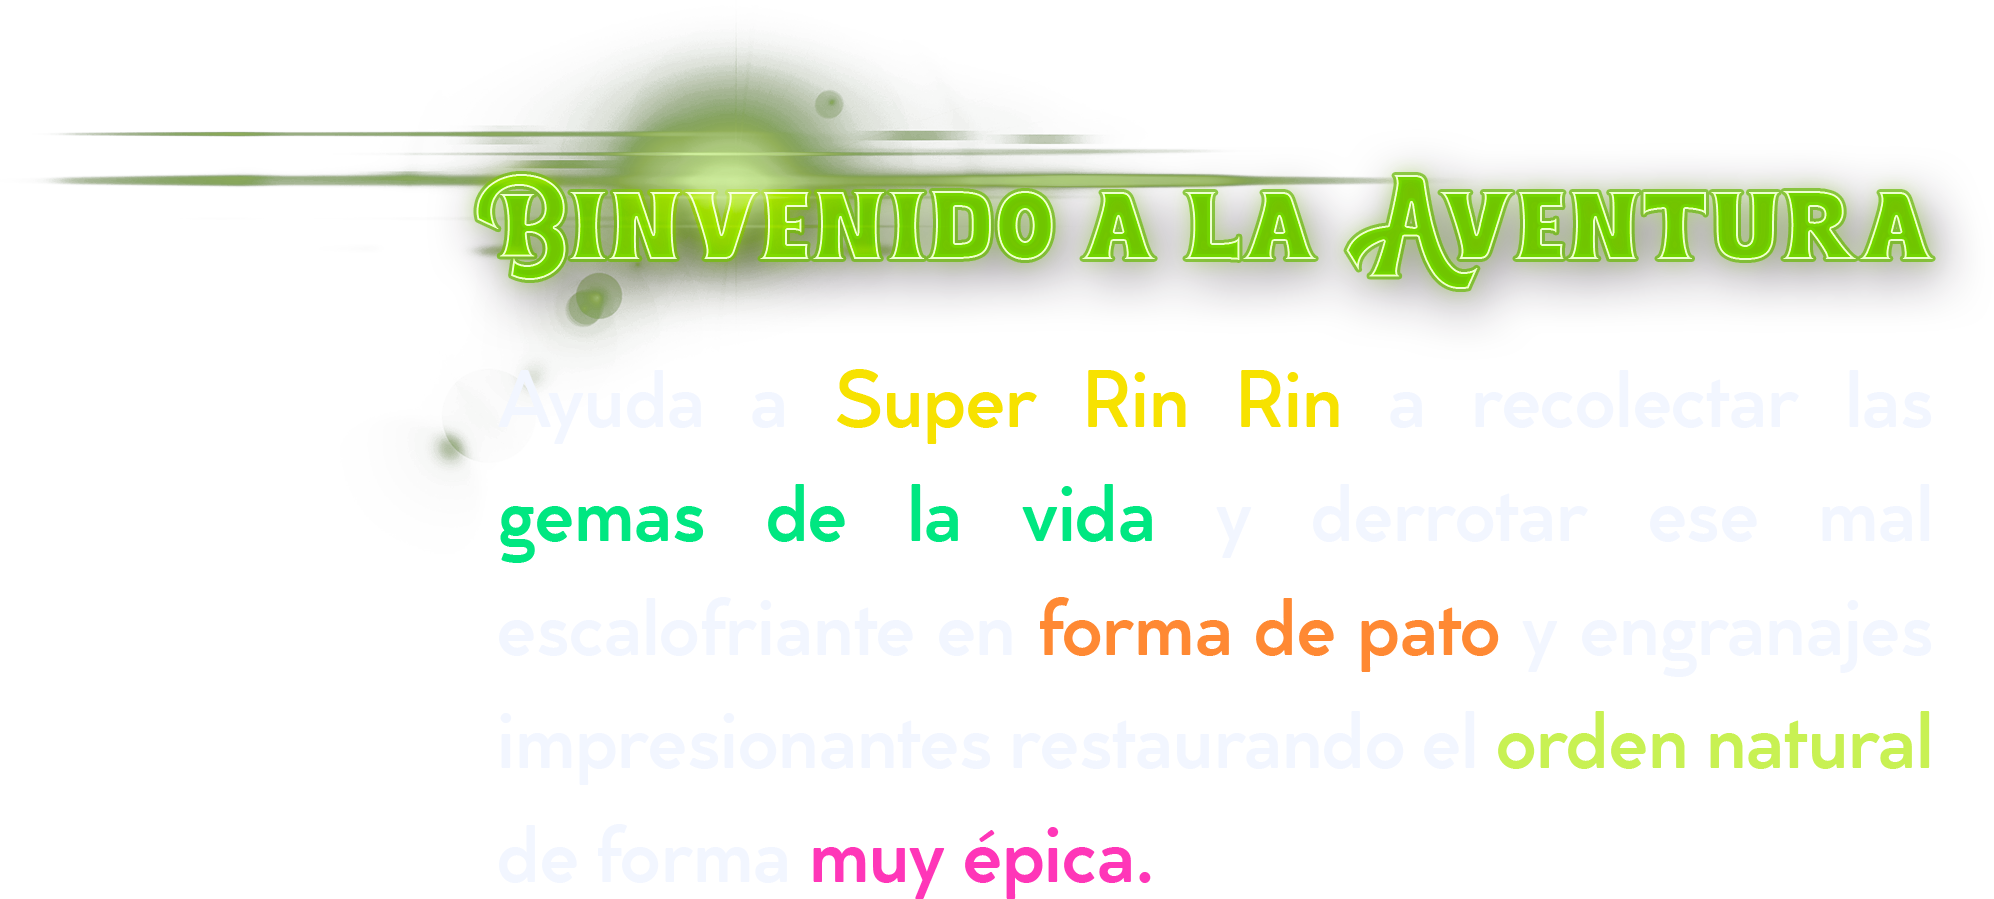 Binvenido a la Aventura
Ayuda a Super Rin Rin a recolectar las
gemas de la vida y derrotar ese mal
escalofriante en forma de pato y engranajes
impresionantes restaurando el orden natural
de forma muy épica.